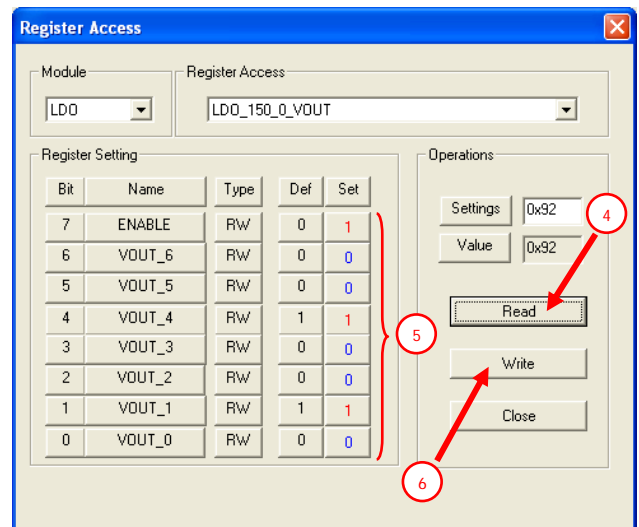 Register Access
Module
Register Access
LDO
LDO_150_0_VOUT
Register Setting
Operations
Bit Name Type Def Set
7 ENABLE RW 0 1
6 VOUT_6 RW 0 0
5 VOUT_5 RW 0 0
4 VOUT_4 RW 1 1
3 VOUT_3 RW 0 0
2 VOUT_2 RW 0 0
1 VOUT_1 RW 1 1
0 VOUT_0 RW 0 0
5
Settings 0x92
4
Value 0x92
Read
Write
Close
6